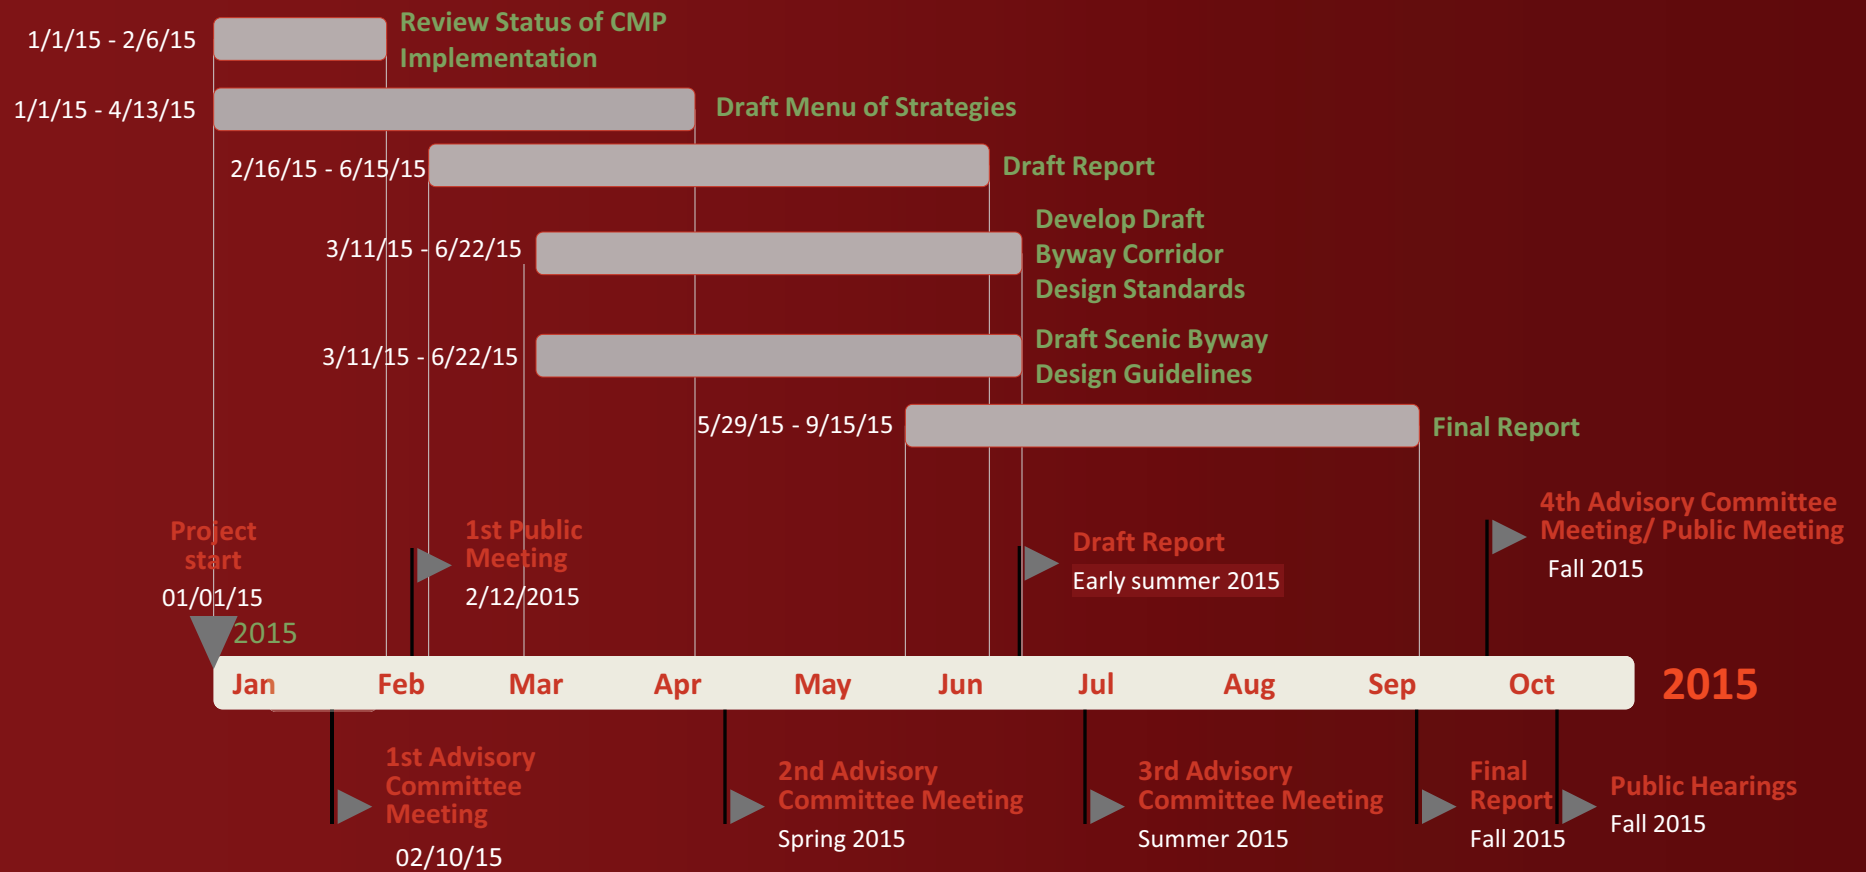 1/1/15 - 2/6/15
Review Status of CMP
Implementation
1/1/15 - 4/13/15
Draft Menu of Strategies
2/16/15 - 6/15/15
Draft Report
3/11/15 - 6/22/15
Develop Draft
Byway Corridor
Design Standards
3/11/15 - 6/22/15
Draft Scenic Byway
Design Guidelines
5/29/15 - 9/15/15
Final Report
Project
start
01/01/15
2015
1st Public
Meeting
2/12/2015
Draft Report
Early summer 2015
4th Advisory Committee
Meeting/ Public Meeting
Fall 2015
Jan Feb Mar Apr May Jun Jul Aug Sep Oct 2015
1st Advisory
Committee
Meeting
02/10/15
2nd Advisory
Committee Meeting
Spring 2015
3rd Advisory
Committee Meeting
Summer 2015
Final
Report
Fall 2015
Public Hearings
Fall 2015